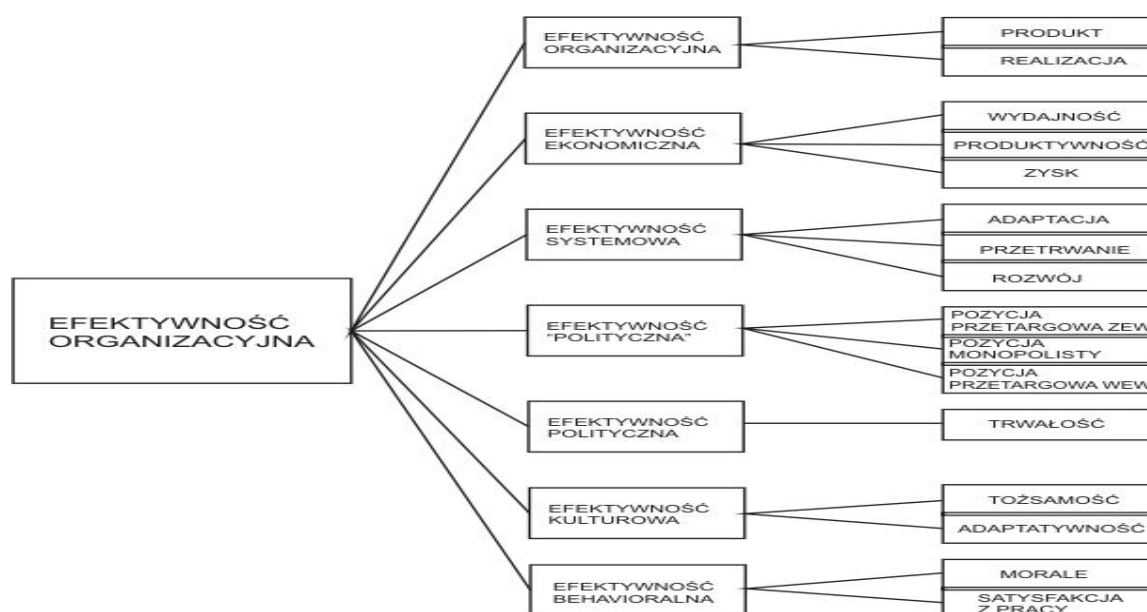 EFEKTYWNOŚĆ
ORGANIZACYJNA
EFEKTYWNOŚĆ
ORGANIZACYJNA
PRODUKT
REALIZACJA
EFEKTYWNOŚĆ
EKONOMICZNA
WYDAJNOŚĆ
PRODUKTYWNOŚĆ
ZYSK
EFEKTYWNOŚĆ
SYSTEMOWA
ADAPTACJA
PRZETRWANIE
ROZWÓJ
EFEKTYWNOŚĆ
"POLITYCZNA"
POZYCJA
PRZETARGOWA ZEW
POZYCJA
MONOPOLISTY
POZYCJA
PRZETARGOWA WEW
EFEKTYWNOŚĆ
POLITYCZNA
TRWAŁOŚĆ
EFEKTYWNOŚĆ
KULTUROWA
TOŻSAMOŚĆ
ADAPTATYWNOŚĆ
EFEKTYWNOŚĆ
BEHAVIORALNA
MORALE
SATYSFAKCJA
Z PRACY